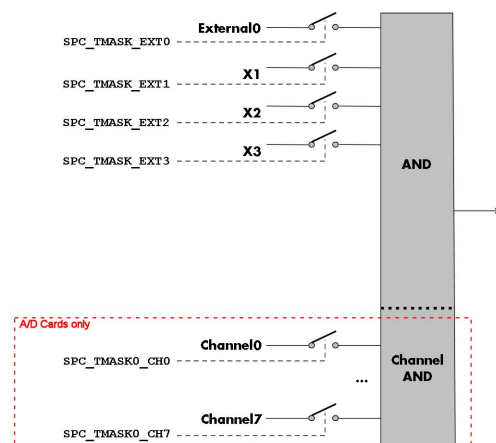 External0
SPC_TMASK_EXT0
X1
SPC_TMASK_EXT1
X2
SPC_TMASK_EXT2
X3
SPC_TMASK_EXT3
AND
A/D Cards only
Channel0
SPC_TMASK0_CH0
Channel
AND
...
Channel7
SPC_TMASK0_CH7